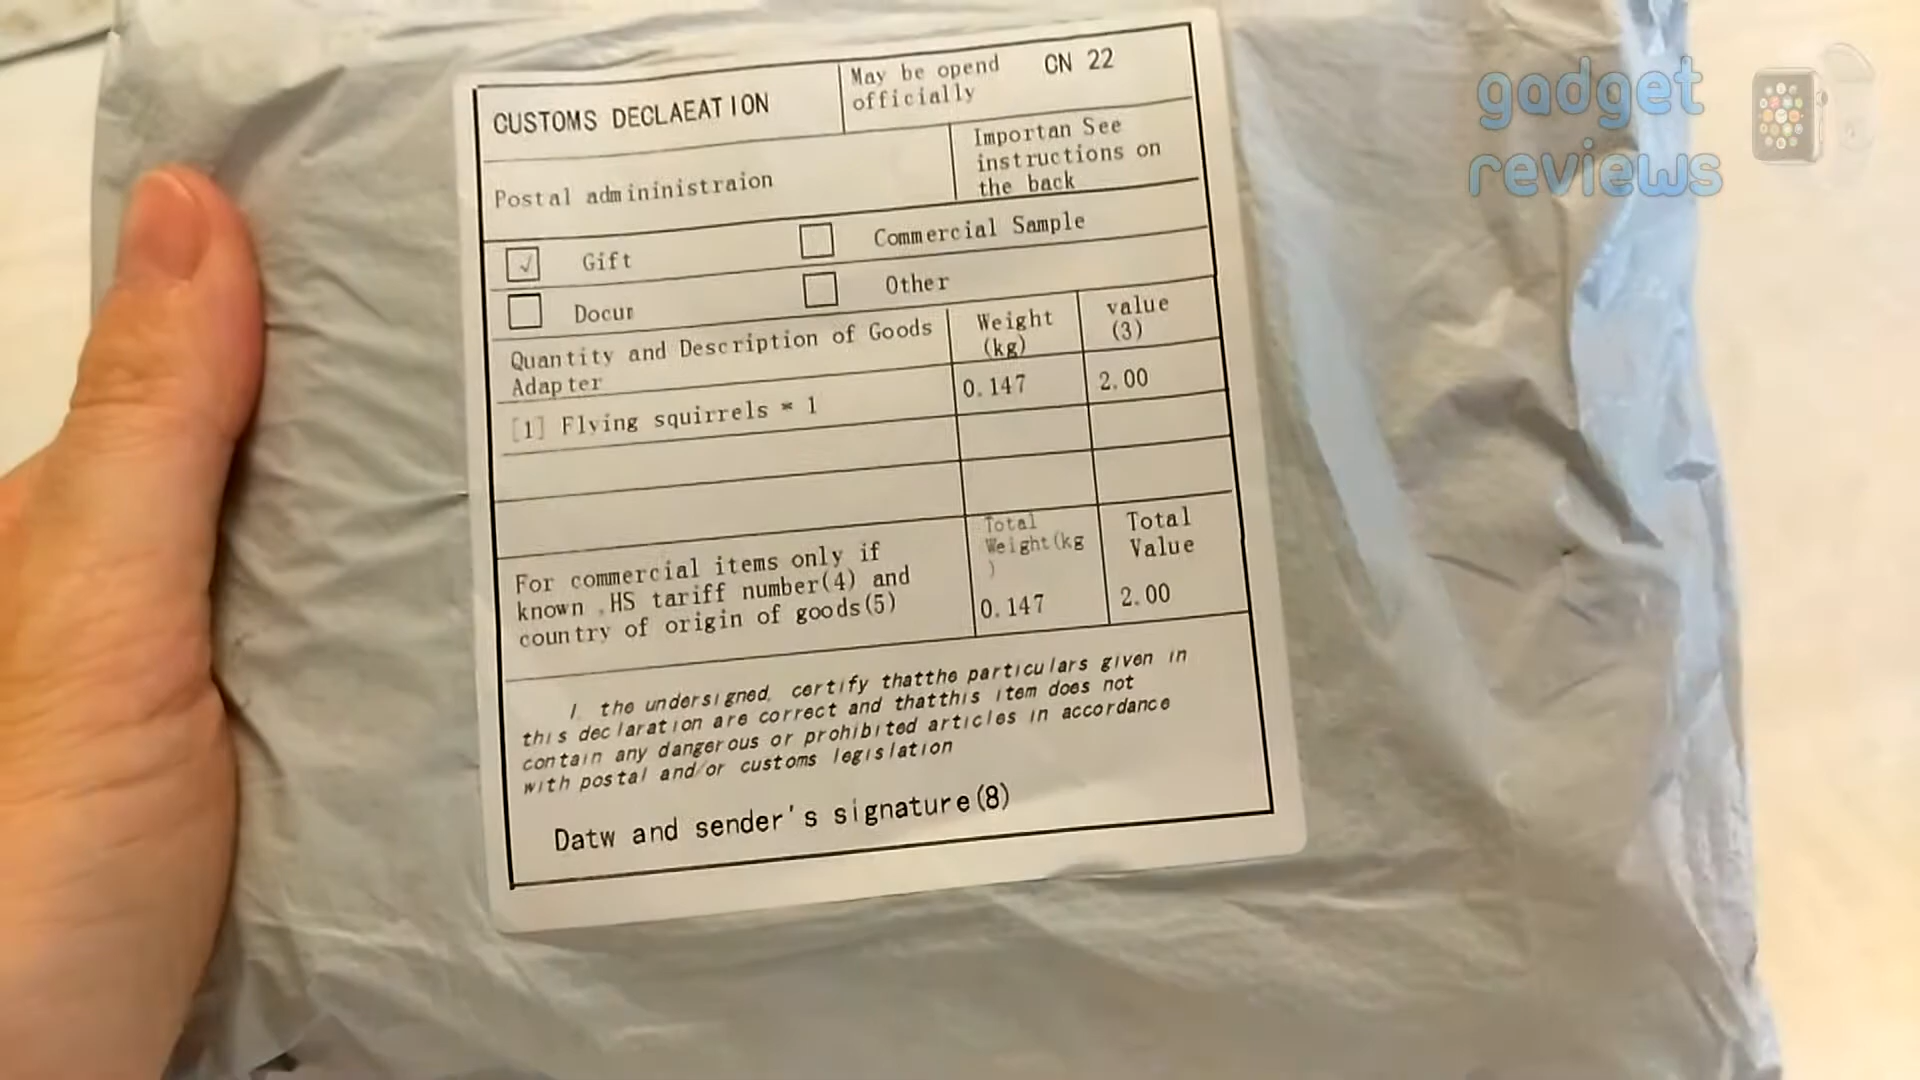 CUSTOMS DECLAEATION
May be opend
officially
CN 22
Postal admininistraion
Importan See
instructions on
the back
√ Gift
Commercial Sample
Docur
Other
Quantity and Description of Goods
Adapter
Weight
(kg)
value
(3)
[1] Flying squirrels * 1
0.147
2.00
For commercial items only if
known .HS tariff number(4) and
country of origin of goods(5)
Total
Weight(kg
)
0.147
Total
Value
2.00
I, the undersigned, certify thatthe particulars given in
this declaration are correct and thatthis item does not
contain any dangerous or prohibited articles in accordance
with postal and/or customs legislation
Datw and sender's signature(8)
gadget
reviews